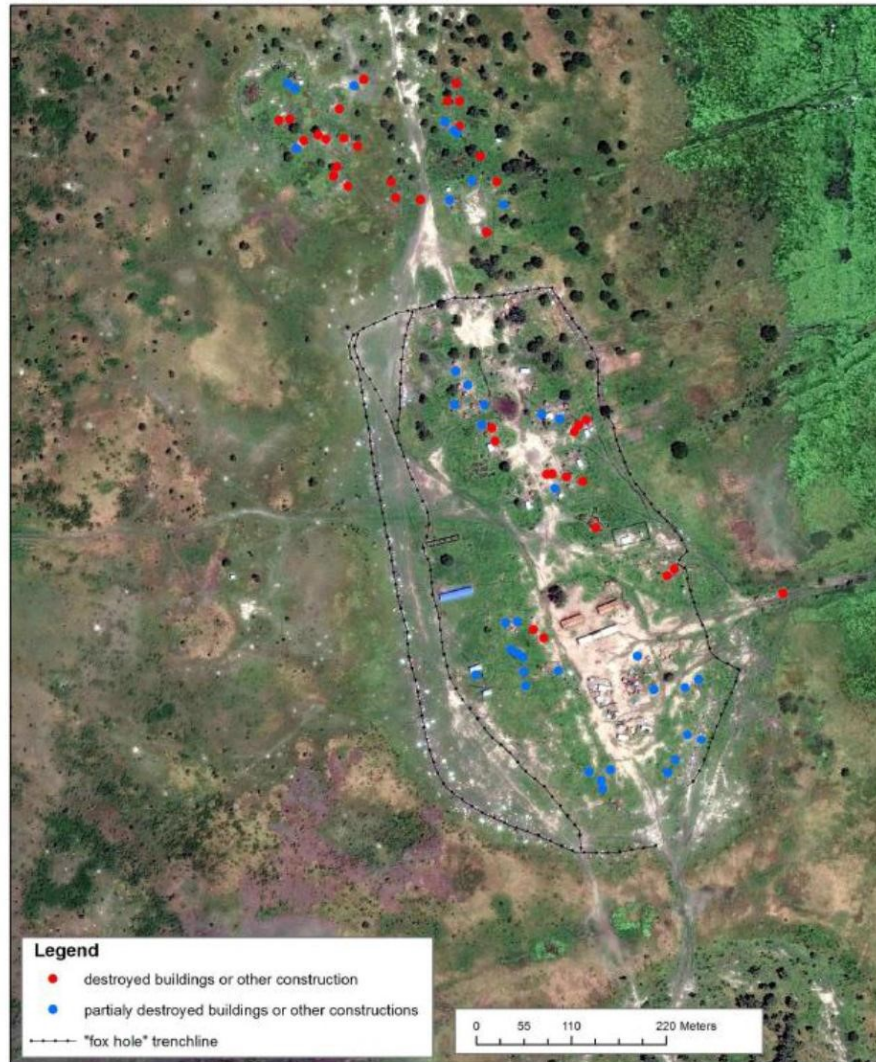 Legend
destroyed buildings or other construction
partialy destroyed buildings or other constructions
"fox hole" trenchline
0 55 110 220 Meters